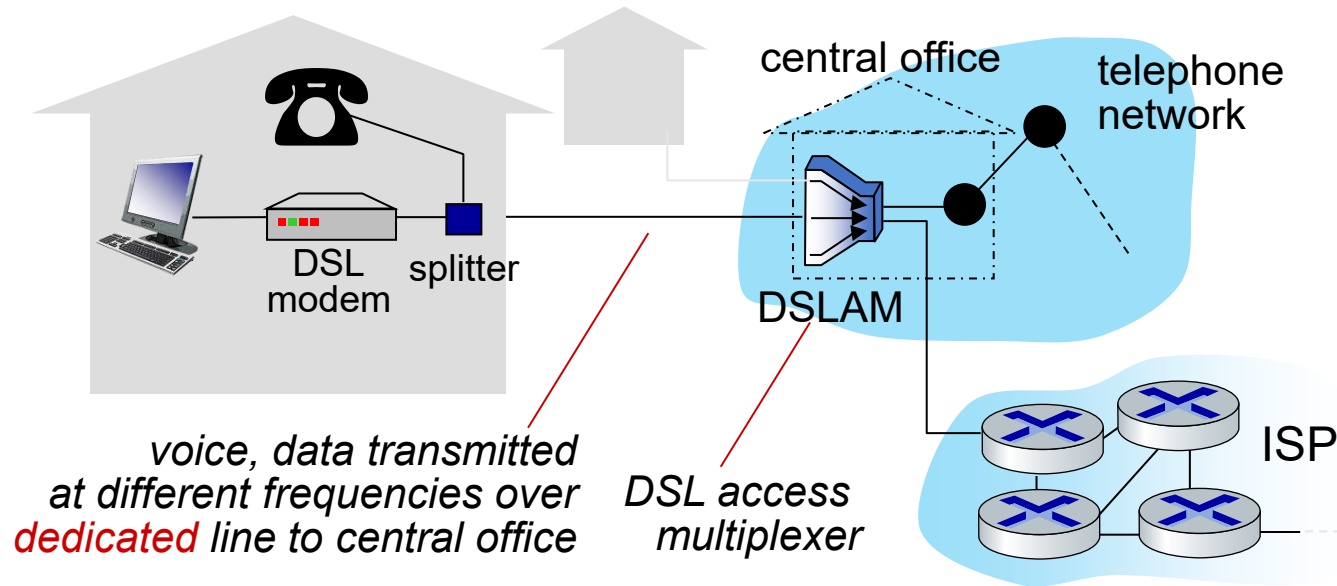 central office
telephone
network
DSL
modem
splitter
DSLAM
ISP
voice, data transmitted
at different frequencies over
dedicated line to central office
DSL access
multiplexer